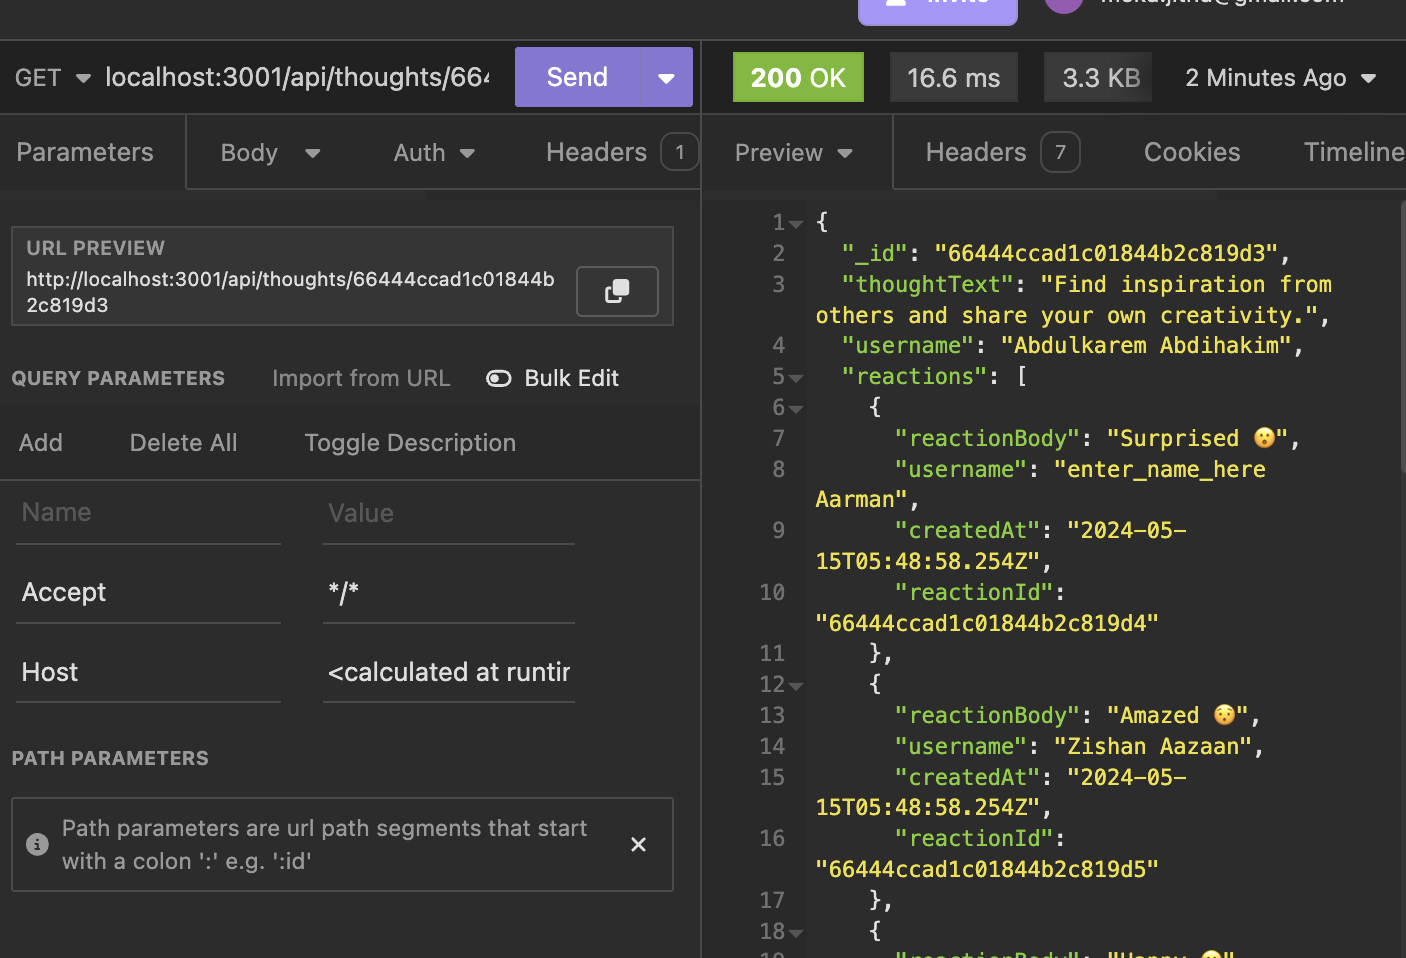 GET localhost:3001/api/thoughts/664 Send
200 OK 16.6 ms 3.3 KB 2 Minutes Ago
Parameters Body Auth Headers 1
Preview Headers 7 Cookies Timeline
URL PREVIEW
http://localhost:3001/api/thoughts/66444ccad1c01844b
2c819d3
QUERY PARAMETERS Import from URL Bulk Edit
Add Delete All Toggle Description
Name Value
Accept */*
Host <calculated at runtin
PATH PARAMETERS
Path parameters are url path segments that start
with a colon ':' e.g. ':id'
1 {
2 "_id": "66444ccad1c01844b2c819d3",
3 "thoughtText": "Find inspiration from
others and share your own creativity.",
4 "username": "Abdulkarem Abdihakim",
5 "reactions": [
6 {
7 "reactionBody": "Surprised 😮",
8 "username": "enter_name_here
Aarman",
9 "createdAt": "2024-05-
15T05:48:58.254Z",
10 "reactionId":
"66444ccad1c01844b2c819d4"
11 },
12 {
13 "reactionBody": "Amazed 😯",
14 "username": "Zishan Aazaan",
15 "createdAt": "2024-05-
15T05:48:58.254Z",
16 "reactionId":
"66444ccad1c01844b2c819d5"
17 },
18 {